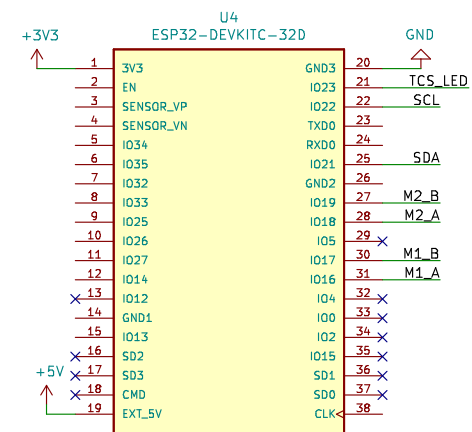 U4
ESP32-DEVKITC-32D
+3V3
GND
1 3V3 GND3 20
2 EN IO23 21 TCS_LED
3 SENSOR_VP IO22 22 SCL
4 SENSOR_VN TXD0 23
5 IO34 RXD0 24
6 IO35 IO21 25 SDA
7 IO32 GND2 26
8 IO33 IO19 27 M2_B
9 IO25 IO18 28 M2_A
10 IO26 IO5 29
11 IO27 IO17 30 M1_B
12 IO14 IO16 31 M1_A
13 IO12 IO4 32
14 GND1 IO0 33
15 IO13 IO2 34
16 SD2 IO15 35
+5V
17 SD3 SD1 36
18 CMD SD0 37
19 EXT_5V CLK 38